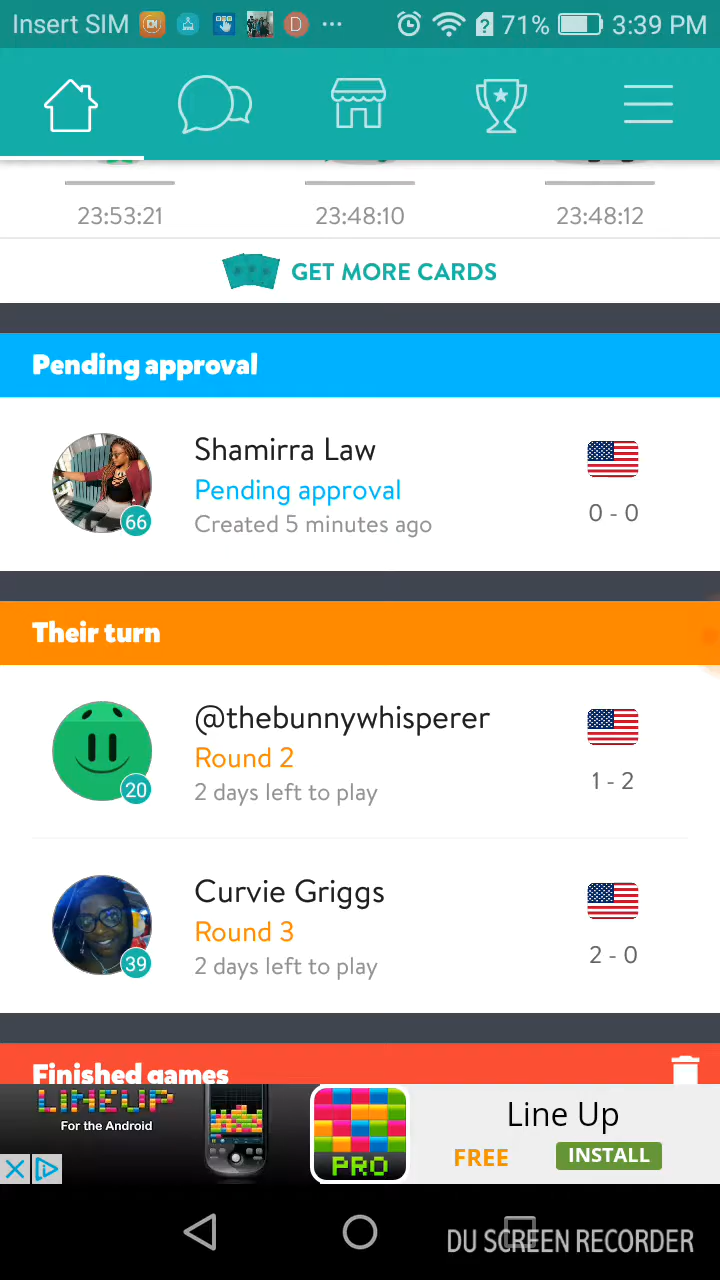 Insert SIM D ... ? 71% 3:39 PM
23:53:21 23:48:10 23:48:12
GET MORE CARDS
Pending approval
Shamirra Law
Pending approval
Created 5 minutes ago
66
0 - 0
Their turn
@thebunnywhisperer
Round 2
2 days left to play
20
1 - 2
Curvie Griggs
Round 3
2 days left to play
39
2 - 0
Finished games
LINEUP
For the Android
PRO
Line Up
FREE INSTALL
DU SCREEN RECORDER